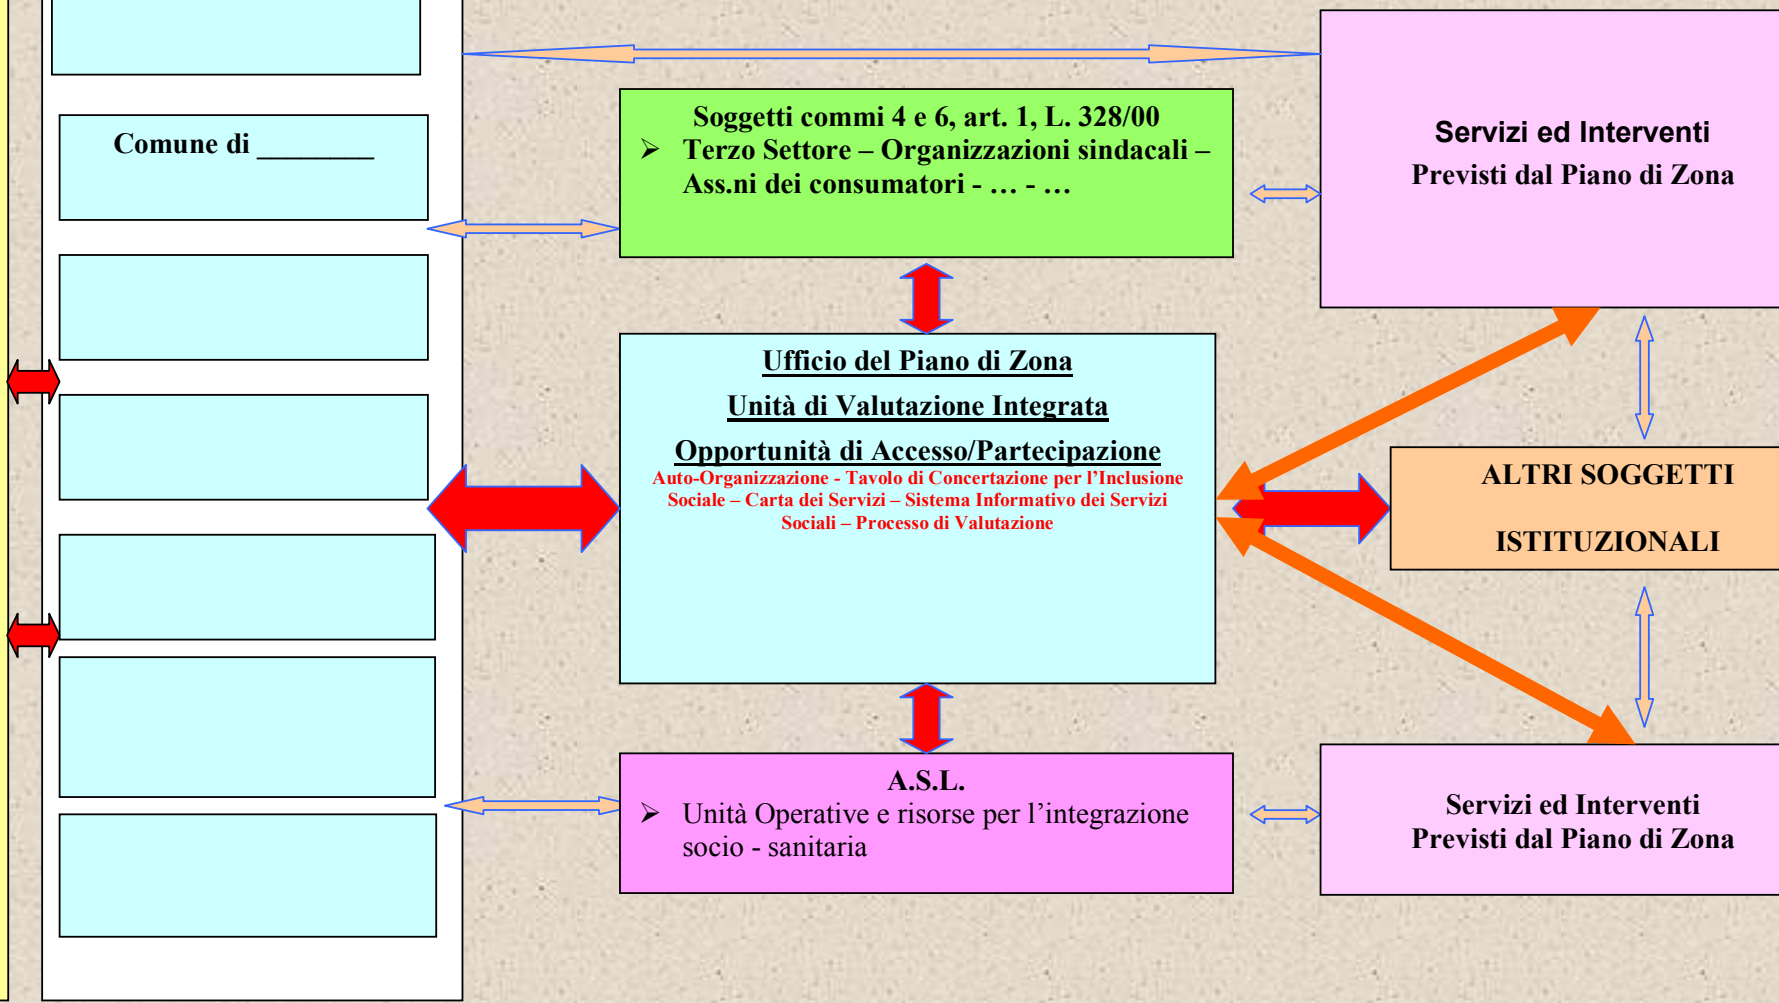 Comune di ________
Soggetti commi 4 e 6, art. 1, L. 328/00
➢ Terzo Settore – Organizzazioni sindacali –
Ass.ni dei consumatori - … - …
Servizi ed Interventi
Previsti dal Piano di Zona
Ufficio del Piano di Zona
Unità di Valutazione Integrata
Opportunità di Accesso/Partecipazione
Auto-Organizzazione - Tavolo di Concertazione per l’Inclusione
Sociale – Carta dei Servizi – Sistema Informativo dei Servizi
Sociali – Processo di Valutazione
ALTRI SOGGETTI
ISTITUZIONALI
A.S.L.
➢ Unità Operative e risorse per l’integrazione
socio - sanitaria
Servizi ed Interventi
Previsti dal Piano di Zona